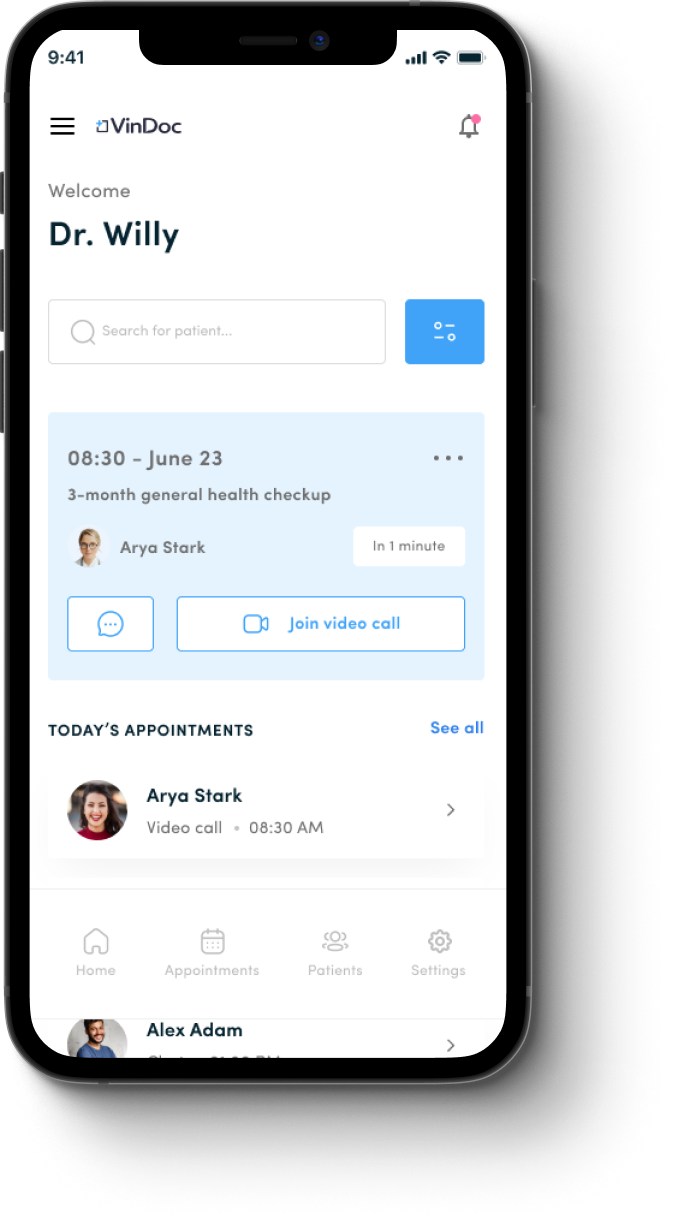 9:41
VinDoc
Welcome
Dr. Willy
Search for patient...
08:30 - June 23
3-month general health checkup
Arya Stark
In 1 minute
Join video call
TODAY’S APPOINTMENTS
See all
Arya Stark
Video call • 08:30 AM
Home
Appointments
Patients
Settings
Alex Adam